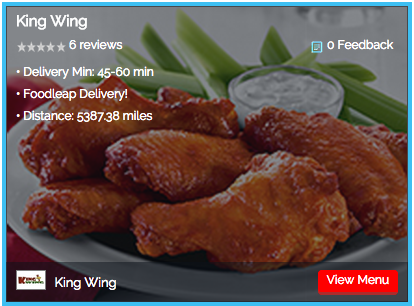 King Wing
6 reviews
0 Feedback
• Delivery Min: 45-60 min
• Foodleap Delivery!
• Distance: 5387.38 miles
KING
King Wing
View Menu